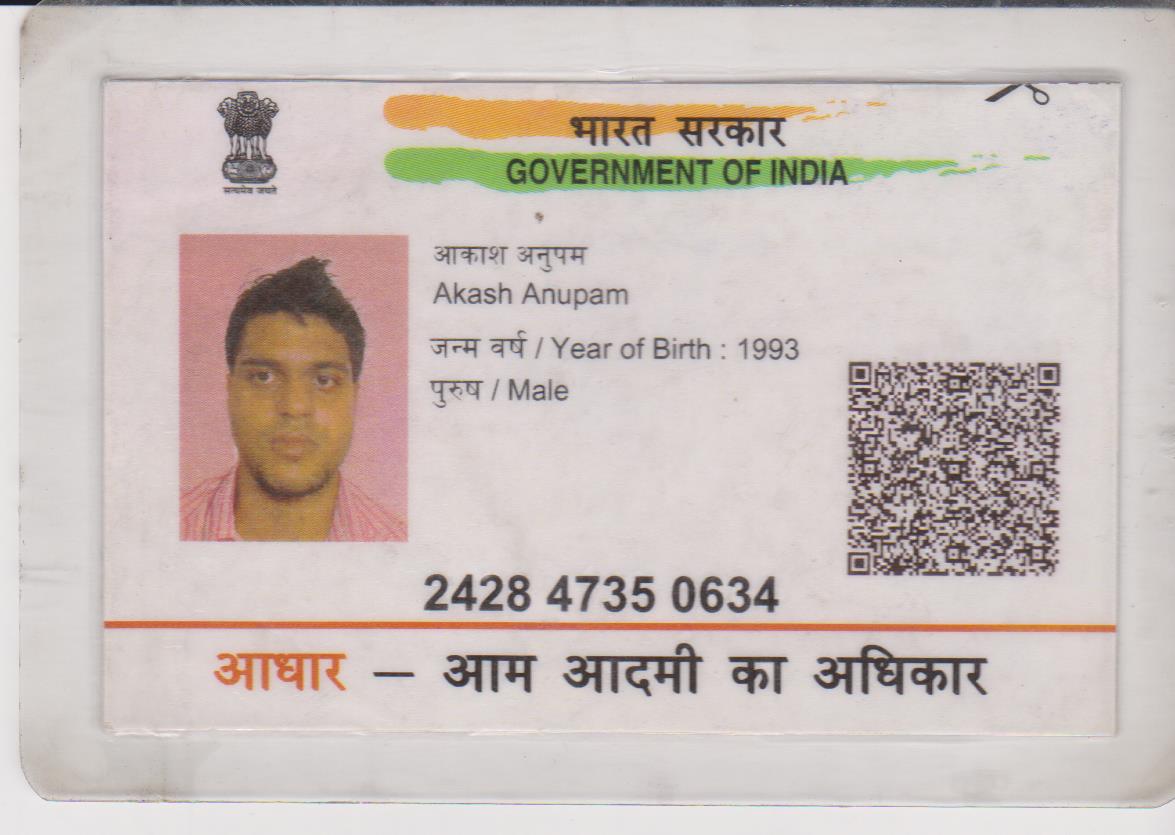 भारत सरकार
GOVERNMENT OF INDIA
सत्यमेव जयते
आकाश अनुपम
Akash Anupam
जन्म वर्ष / Year of Birth : 1993
पुरुष / Male
2428 4735 0634
आधार – आम आदमी का अधिकार